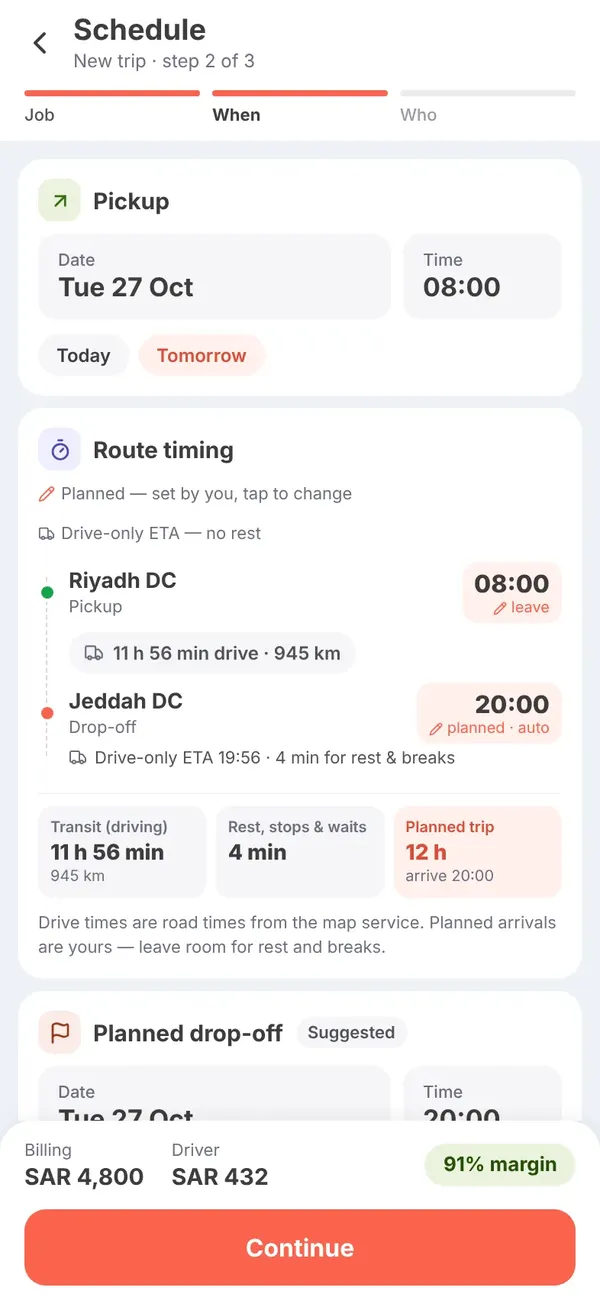 Schedule
New trip · step 2 of 3
Job
When
Who
Pickup
Date
Tue 27 Oct
Time
08:00
Today
Tomorrow
Route timing
Planned — set by you, tap to change
Drive-only ETA — no rest
Riyadh DC
08:00
Pickup
leave
11 h 56 min drive · 945 km
Jeddah DC
20:00
Drop-off
planned · auto
Drive-only ETA 19:56 · 4 min for rest & breaks
Transit (driving)
11 h 56 min
945 km
Rest, stops & waits
4 min
Planned trip
12 h
arrive 20:00
Drive times are road times from the map service. Planned arrivals
are yours — leave room for rest and breaks.
Planned drop-off
Suggested
Date
Tue 27 Oct
Time
20:00
Billing
SAR 4,800
Driver
SAR 432
91% margin
Continue